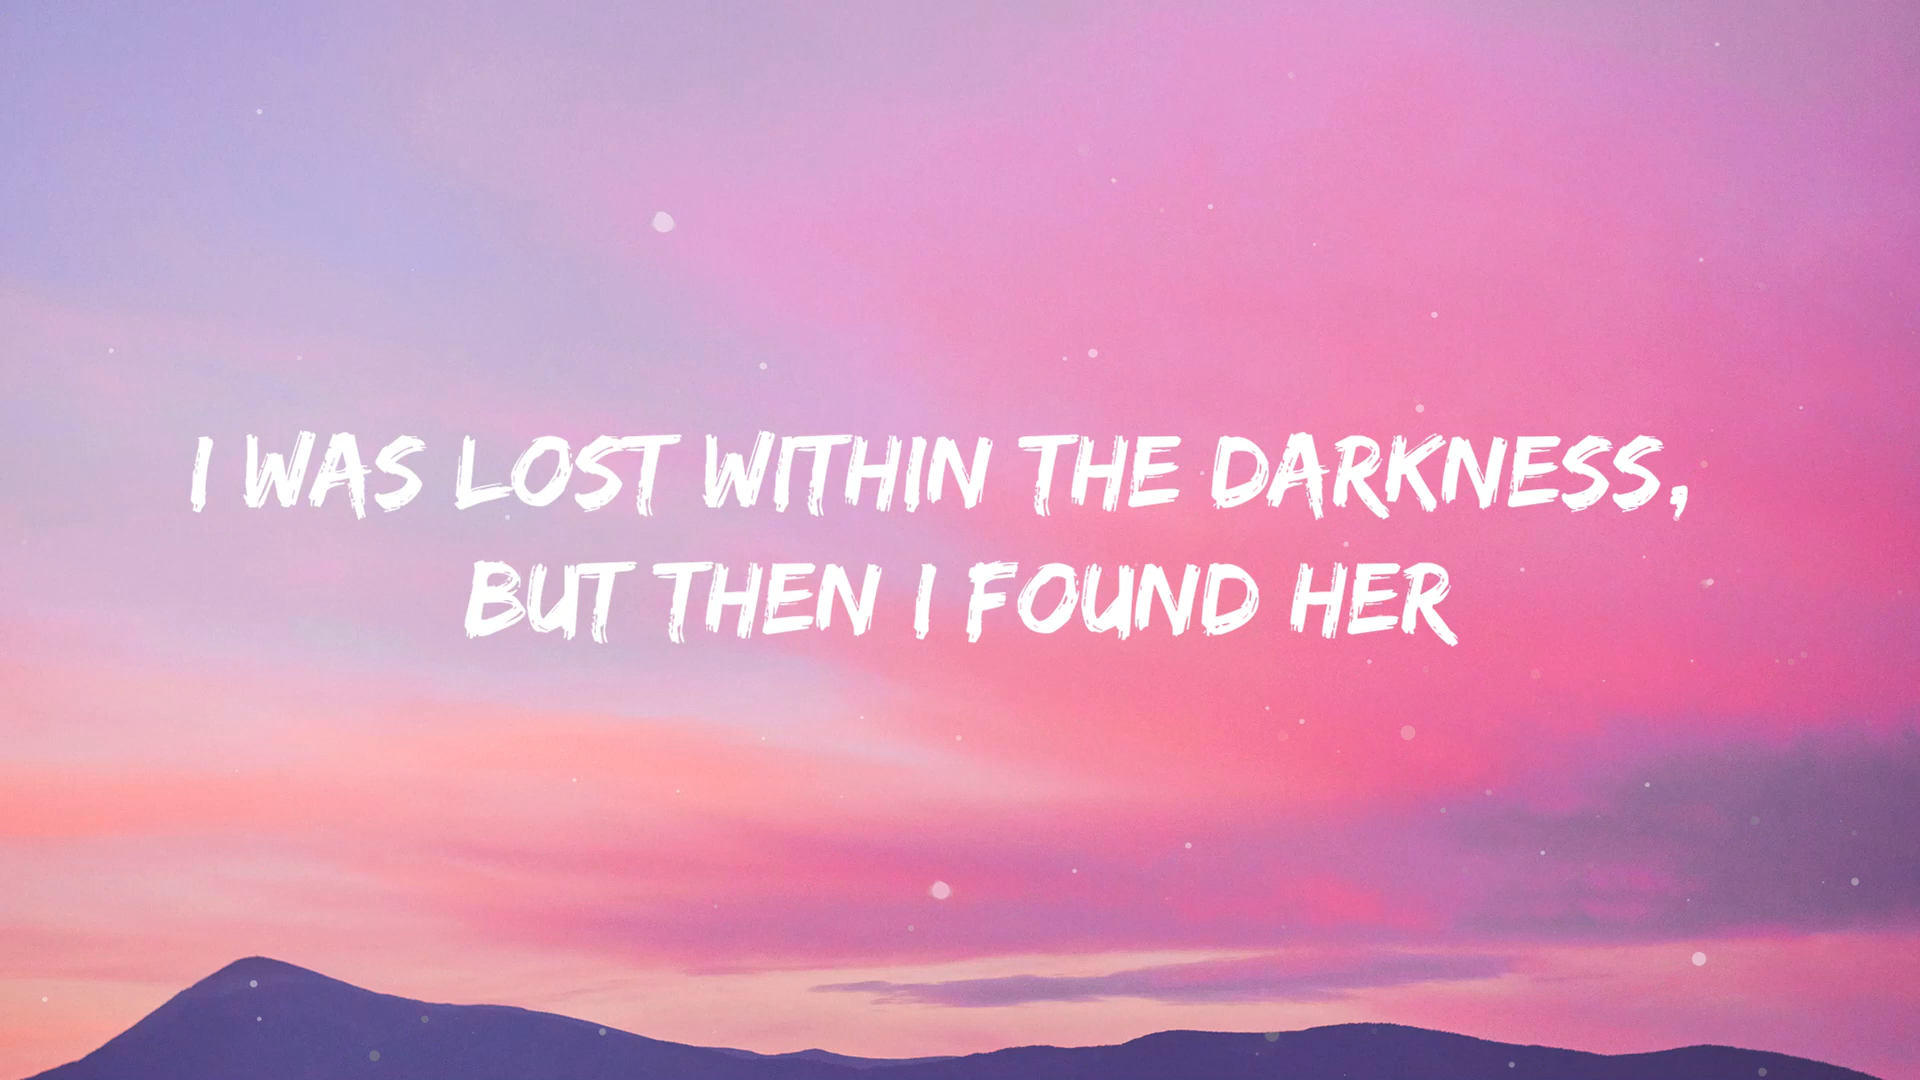 I WAS LOST WITHIN THE DARKNESS,
BUT THEN I FOUND HER